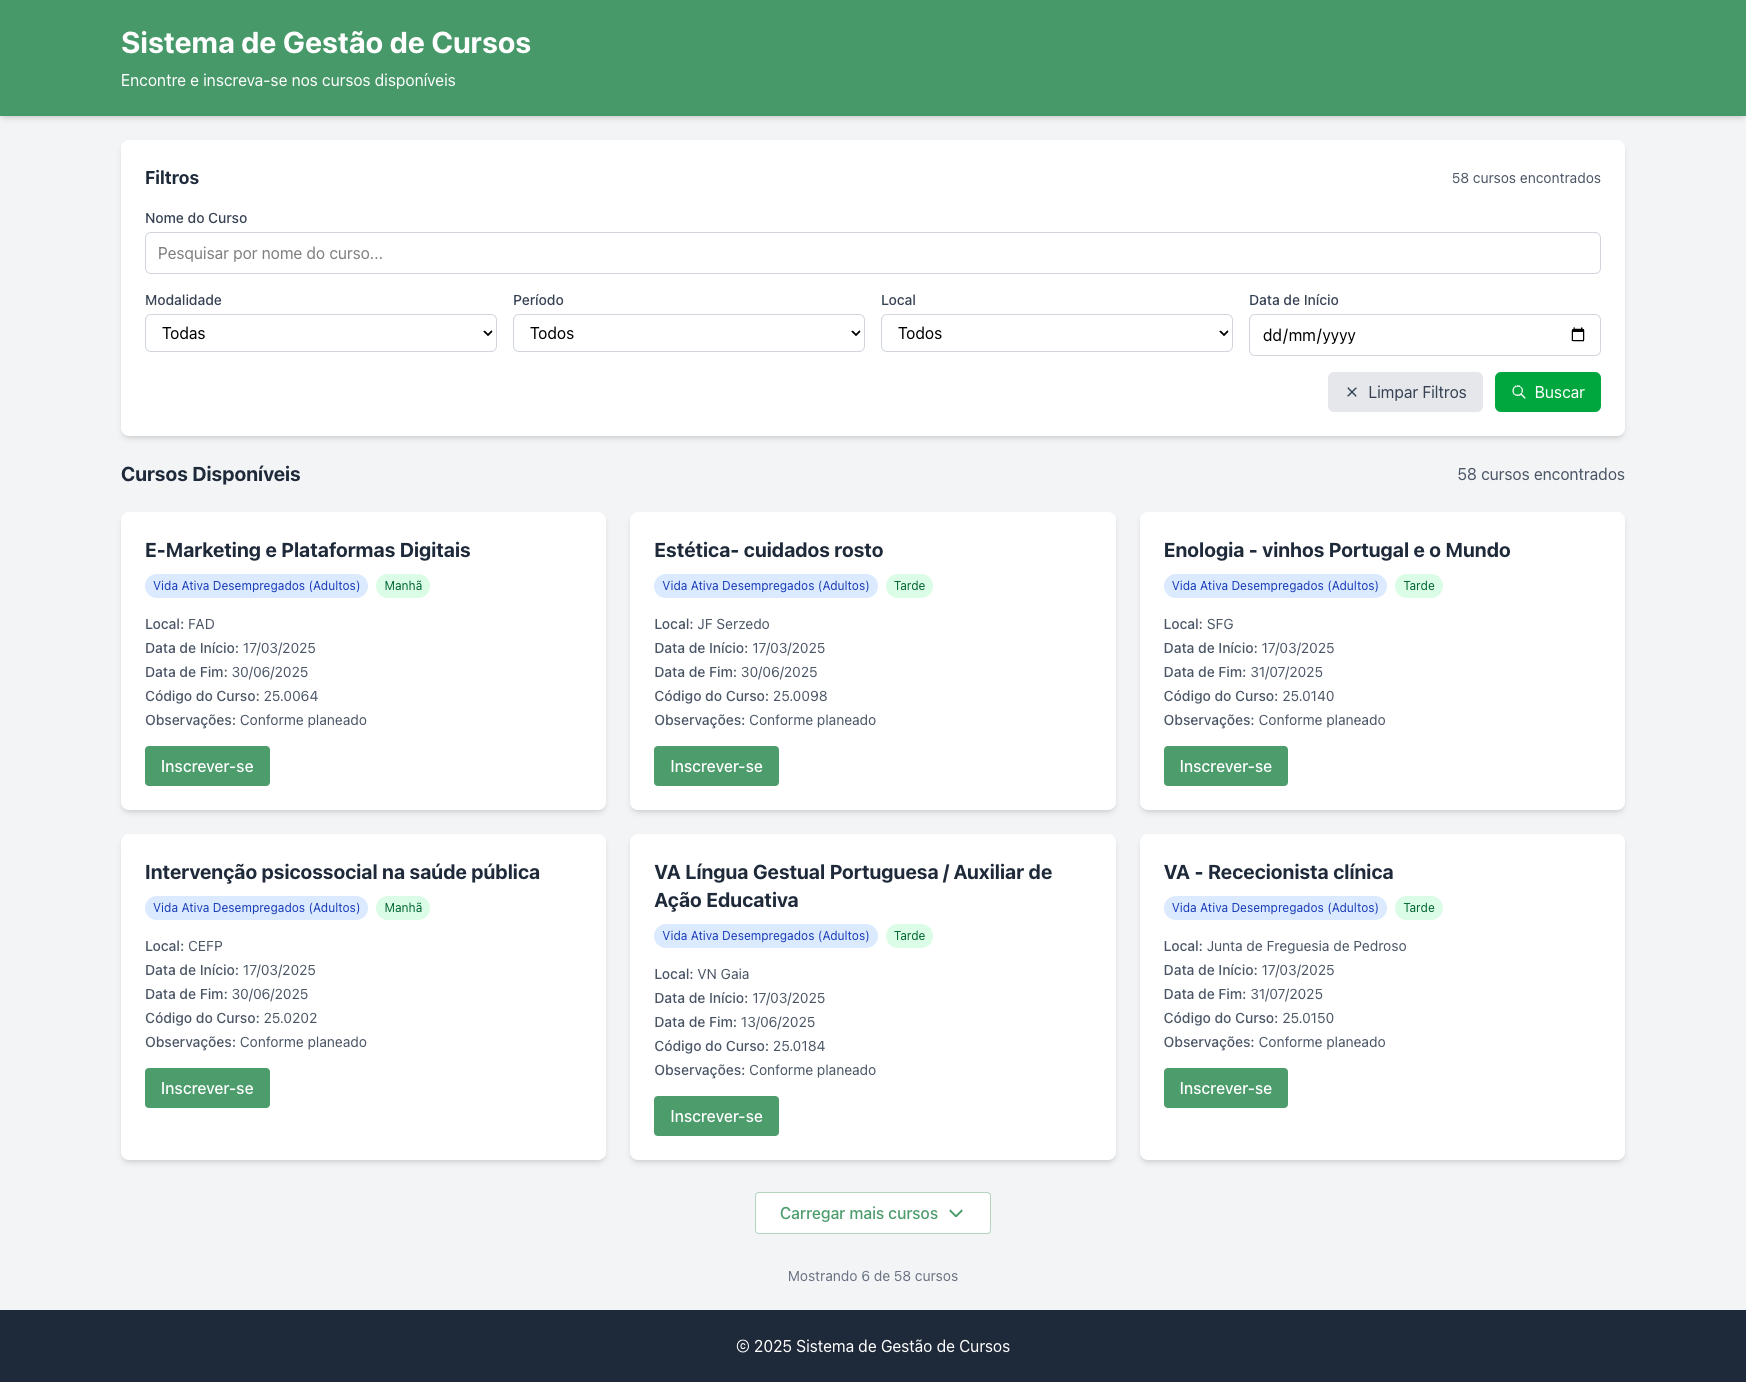 Sistema de Gestão de Cursos
Encontre e inscreva-se nos cursos disponíveis
Filtros
58 cursos encontrados
Nome do Curso
Pesquisar por nome do curso...
Modalidade
Período
Local
Data de Início
Todas
Todos
Todos
dd/mm/yyyy
Limpar Filtros
Buscar
Cursos Disponíveis
58 cursos encontrados
E-Marketing e Plataformas Digitais
Vida Ativa Desempregados (Adultos)
Manhã
Local: FAD
Data de Início: 17/03/2025
Data de Fim: 30/06/2025
Código do Curso: 25.0064
Observações: Conforme planeado
Inscrever-se
Estética- cuidados rosto
Vida Ativa Desempregados (Adultos)
Tarde
Local: JF Serzedo
Data de Início: 17/03/2025
Data de Fim: 30/06/2025
Código do Curso: 25.0098
Observações: Conforme planeado
Inscrever-se
Enologia - vinhos Portugal e o Mundo
Vida Ativa Desempregados (Adultos)
Tarde
Local: SFG
Data de Início: 17/03/2025
Data de Fim: 31/07/2025
Código do Curso: 25.0140
Observações: Conforme planeado
Inscrever-se
Intervenção psicossocial na saúde pública
Vida Ativa Desempregados (Adultos)
Manhã
Local: CEFP
Data de Início: 17/03/2025
Data de Fim: 30/06/2025
Código do Curso: 25.0202
Observações: Conforme planeado
Inscrever-se
VA Língua Gestual Portuguesa / Auxiliar de
Ação Educativa
Vida Ativa Desempregados (Adultos)
Tarde
Local: VN Gaia
Data de Início: 17/03/2025
Data de Fim: 13/06/2025
Código do Curso: 25.0184
Observações: Conforme planeado
Inscrever-se
VA - Rececionista clínica
Vida Ativa Desempregados (Adultos)
Tarde
Local: Junta de Freguesia de Pedroso
Data de Início: 17/03/2025
Data de Fim: 31/07/2025
Código do Curso: 25.0150
Observações: Conforme planeado
Inscrever-se
Carregar mais cursos
Mostrando 6 de 58 cursos
© 2025 Sistema de Gestão de Cursos